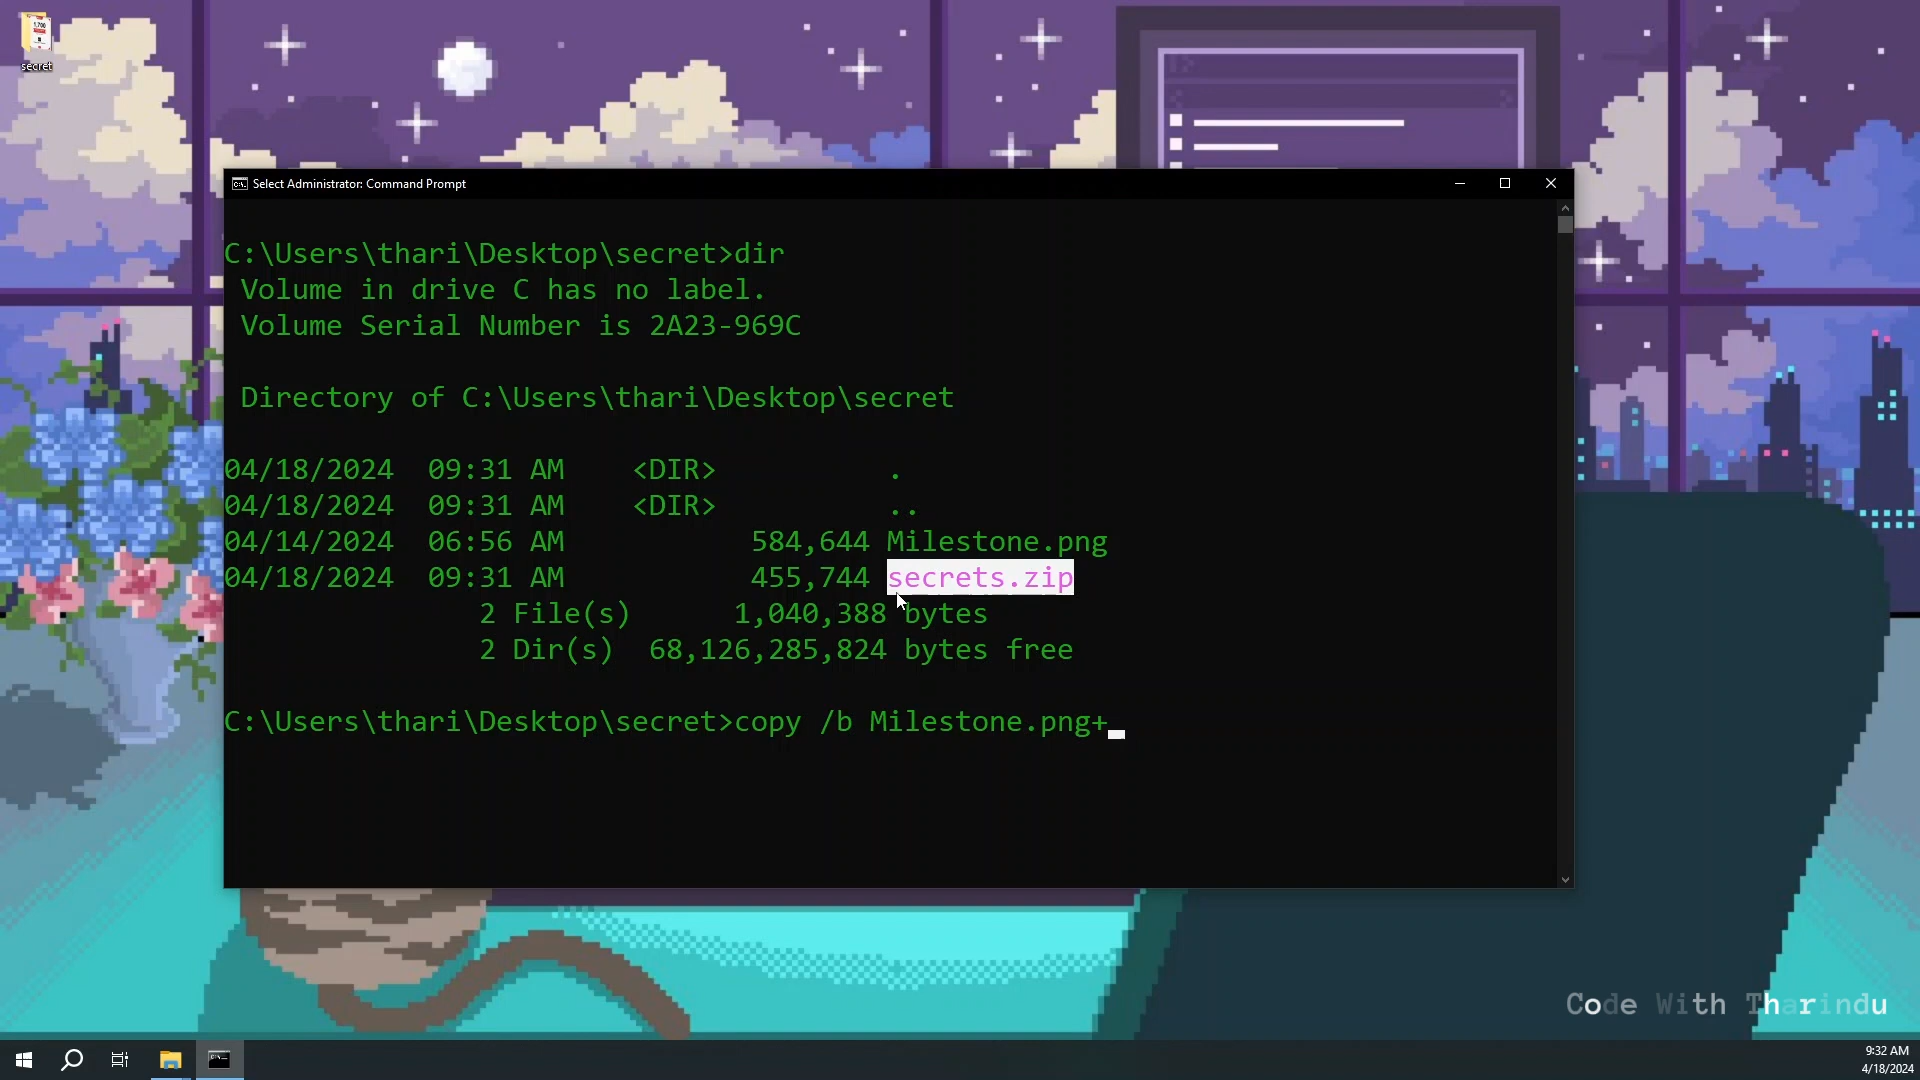 secret
Select Administrator: Command Prompt
C:\Users\thari\Desktop\secret>dir
Volume in drive C has no label.
Volume Serial Number is 2A23-969C
Directory of C:\Users\thari\Desktop\secret
04/18/2024  09:31 AM    <DIR>          .
04/18/2024  09:31 AM    <DIR>          ..
04/14/2024  06:56 AM           584,644 Milestone.png
04/18/2024  09:31 AM           455,744 secrets.zip
2 File(s)      1,040,388 bytes
2 Dir(s)  68,126,285,824 bytes free
C:\Users\thari\Desktop\secret>copy /b Milestone.png+
Code With Tharindu
9:32 AM
4/18/2024